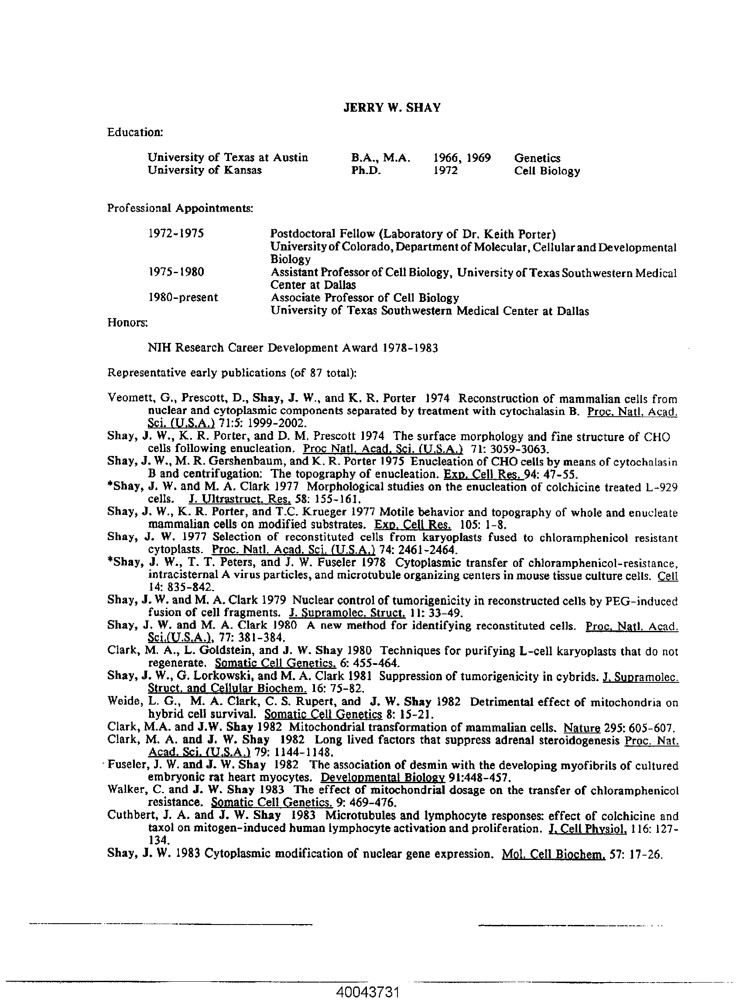 JERRY W. SHAY
Education:
University of Texas at Austin B.A., M.A. 1966, 1969 Genetics
University of Kansas Ph.D. 1972 Cell Biology
Professional Appointments:
1972-1975 Postdoctoral Fellow (Laboratory of Dr. Keith Porter)
University of Colorado, Department of Molecular, Cellular and Developmental
Biology
1975-1980 Assistant Professor of Cell Biology, University of Texas Southwestern Medical
Center at Dallas
1980-present Associate Professor of Cell Biology
University of Texas Southwestern Medical Center at Dallas
Honors:
NIH Research Career Development Award 1978-1983
Representative early publications (of 87 total):
Veomett, G., Prescott, D., Shay, J. W., and K. R. Porter 1974 Reconstruction of mammalian cells from
nuclear and cytoplasmic components separated by treatment with cytochalasin B. Proc. Natl. Acad.
Sci. (U.S.A.) 71:5: 1999-2002.
Shay, J. W., K. R. Porter, and D. M. Prescott 1974 The surface morphology and fine structure of CHO
cells following enucleation. Proc Natl. Acad. Sci. (U.S.A.) 71: 3059-3063.
Shay, J. W., M. R. Gershenbaum, and K. R. Porter 1975 Enucleation of CHO cells by means of cytochalasin
B and centrifugation: The topography of enucleation. Exp. Cell Res. 94: 47-55.
*Shay, J. W. and M. A. Clark 1977 Morphological studies on the enucleation of colchicine treated L-929
cells. J. Ultrastruct. Res. 58: 155-161.
Shay, J. W., K. R. Porter, and T.C. Krueger 1977 Motile behavior and topography of whole and enucleate
mammalian cells on modified substrates. Exp. Cell Res. 105: 1-8.
Shay, J. W. 1977 Selection of reconstituted cells from karyoplasts fused to chloramphenicol resistant
cytoplasts. Proc. Natl. Acad. Sci. (U.S.A.) 74: 2461-2464.
*Shay, J. W., T. T. Peters, and J. W. Fuseler 1978 Cytoplasmic transfer of chloramphenicol-resistance,
intracisternal A virus particles, and microtubule organizing centers in mouse tissue culture cells. Cell
14: 835-842.
Shay, J. W. and M. A. Clark 1979 Nuclear control of tumorigenicity in reconstructed cells by PEG-induced
fusion of cell fragments. J. Supramolec. Struct. 11: 33-49.
Shay, J. W. and M. A. Clark 1980 A new method for identifying reconstituted cells. Proc. Natl. Acad.
Sci.(U.S.A.), 77: 381-384.
Clark, M. A., L. Goldstein, and J. W. Shay 1980 Techniques for purifying L-cell karyoplasts that do not
regenerate. Somatic Cell Genetics. 6: 455-464.
Shay, J. W., G. Lorkowski, and M. A. Clark 1981 Suppression of tumorigenicity in cybrids. J. Supramolec.
Struct. and Cellular Biochem. 16: 75-82.
Weide, L. G., M. A. Clark, C. S. Rupert, and J. W. Shay 1982 Detrimental effect of mitochondria on
hybrid cell survival. Somatic Cell Genetics 8: 15-21.
Clark, M.A. and J.W. Shay 1982 Mitochondrial transformation of mammalian cells. Nature 295: 605-607.
Clark, M. A. and J. W. Shay 1982 Long lived factors that suppress adrenal steroidogenesis Proc. Nat.
Acad. Sci. (U.S.A.) 79: 1144-1148.
Fuseler, J. W. and J. W. Shay 1982 The association of desmin with the developing myofibrils of cultured
embryonic rat heart myocytes. Developmental Biology 91:448-457.
Walker, C. and J. W. Shay 1983 The effect of mitochondrial dosage on the transfer of chloramphenicol
resistance. Somatic Cell Genetics. 9: 469-476.
Cuthbert, J. A. and J. W. Shay 1983 Microtubules and lymphocyte responses: effect of colchicine and
taxol on mitogen-induced human lymphocyte activation and proliferation. J. Cell Physiol. 116: 127-
134.
Shay, J. W. 1983 Cytoplasmic modification of nuclear gene expression. Mol. Cell Biochem. 57: 17-26.
40043731